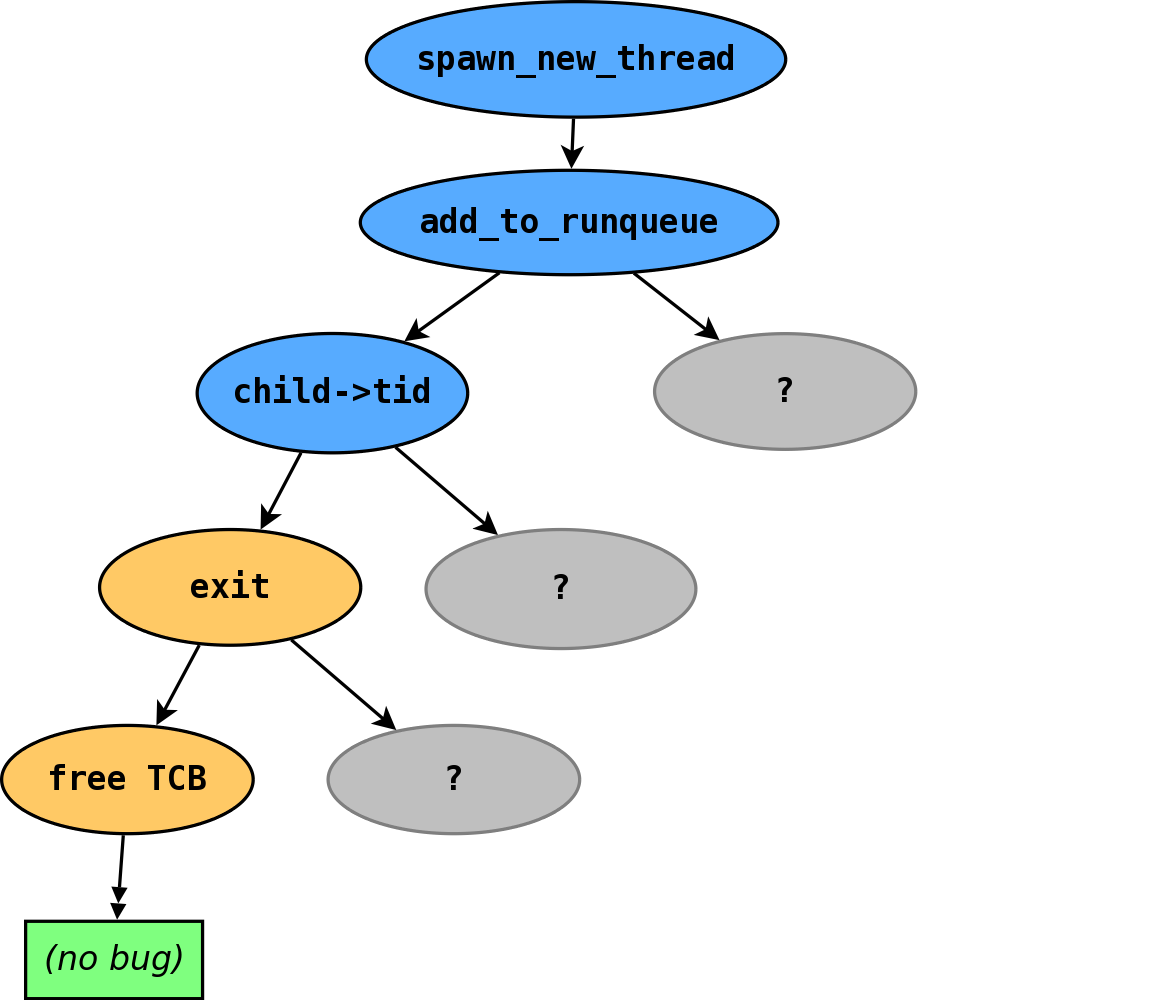 spawn_new_thread
add_to_runqueue
child->tid
?
exit
?
free TCB
?
(no bug)